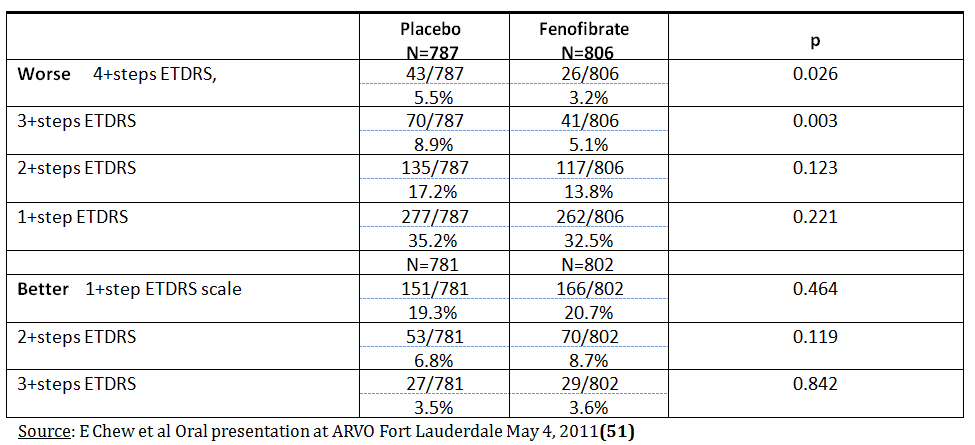 Placebo Fenofibrate p
N=787 N=806
Worse 4+steps ETDRS, 43/787 26/806 0.026
5.5% 3.2%
3+steps ETDRS 70/787 41/806 0.003
8.9% 5.1%
2+steps ETDRS 135/787 117/806 0.123
17.2% 13.8%
1+step ETDRS 277/787 262/806 0.221
35.2% 32.5%
N=781 N=802
Better 1+step ETDRS scale 151/781 166/802 0.464
19.3% 20.7%
2+steps ETDRS 53/781 70/802 0.119
6.8% 8.7%
3+steps ETDRS 27/781 29/802 0.842
3.5% 3.6%
Source: E Chew et al Oral presentation at ARVO Fort Lauderdale May 4, 2011(51)